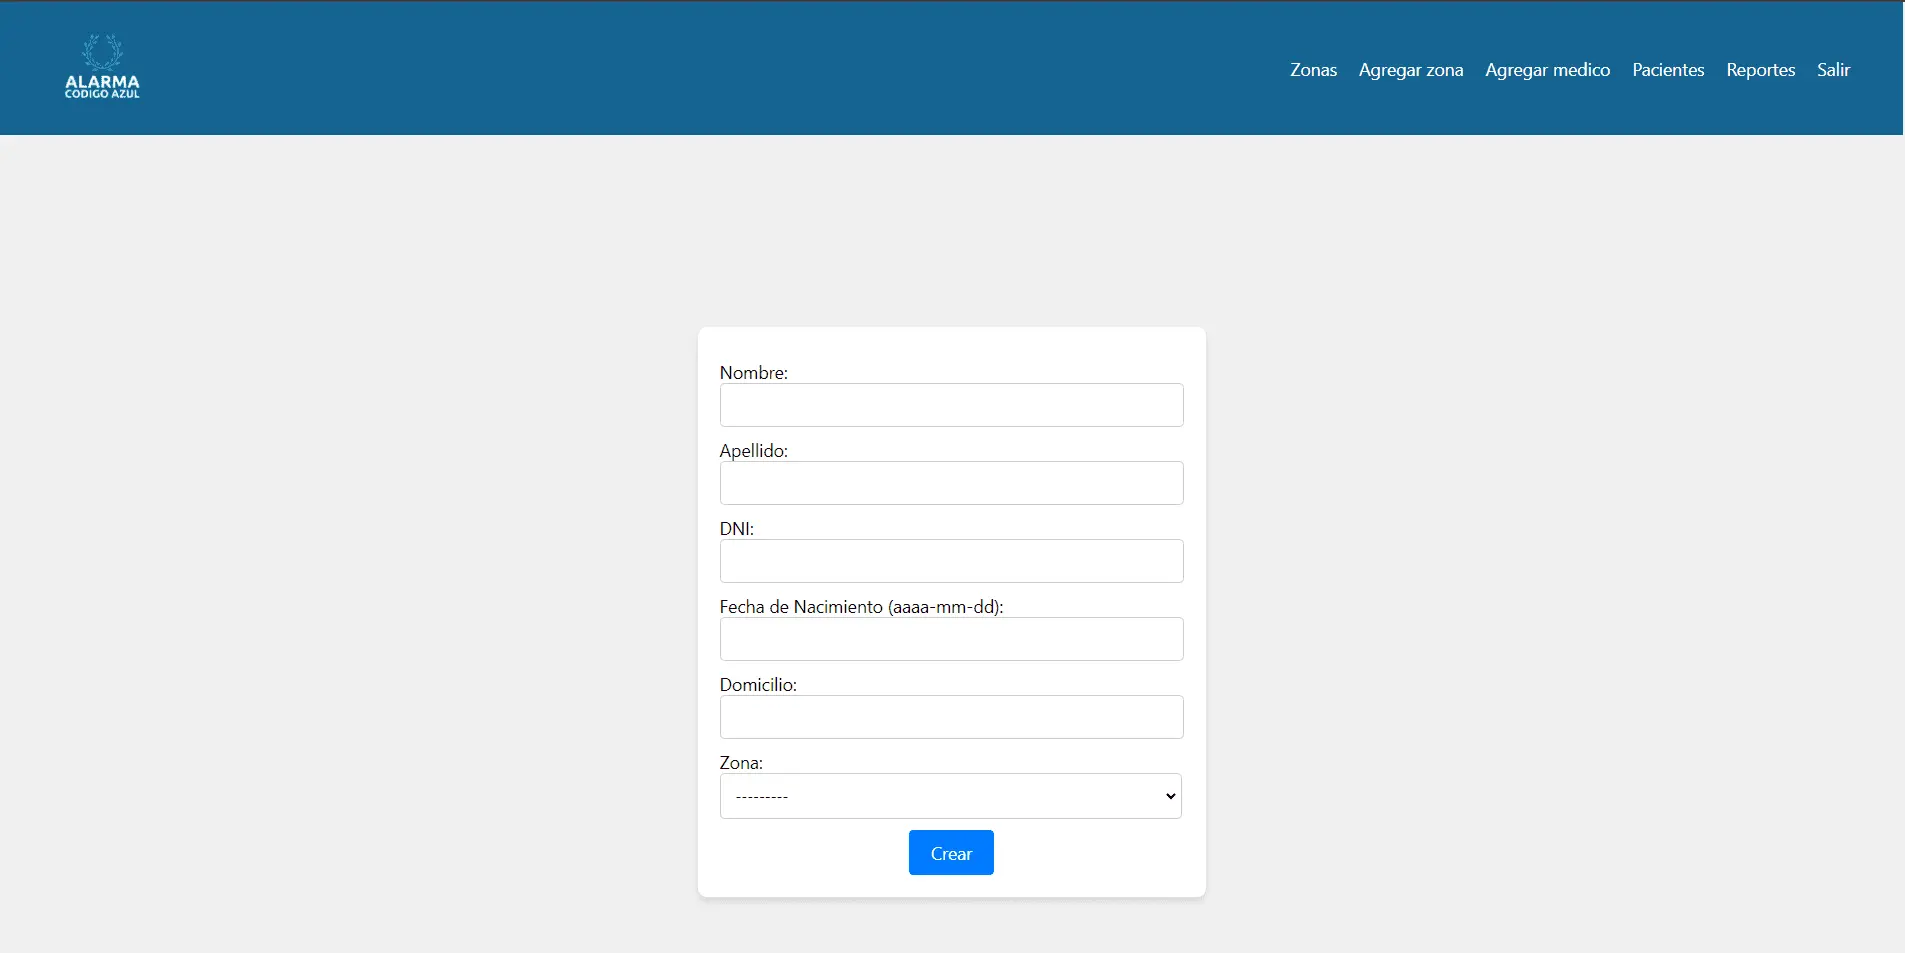 ALARMA
CODIGO AZUL
Zonas Agregar zona Agregar medico Pacientes Reportes Salir
Nombre:
Apellido:
DNI:
Fecha de Nacimiento (aaaa-mm-dd):
Domicilio:
Zona:
---------
Crear